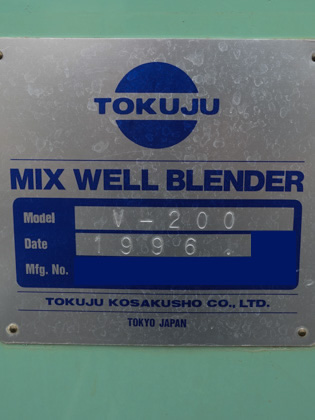 TOKUJU
MIX WELL BLENDER
Model V-200
Date 1996.
Mfg. No.
TOKUJU KOSAKUSHO CO., LTD.
TOKYO JAPAN